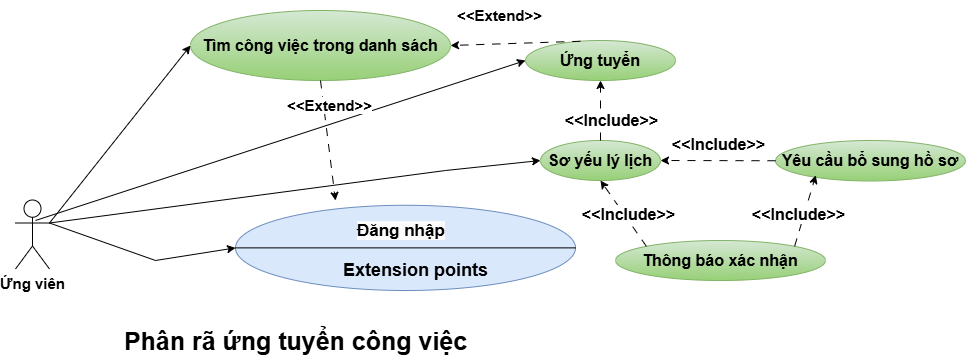 <<Extend>>
Tìm công việc trong danh sách
Ứng tuyển
<<Extend>>
<<Include>>
<<Include>>
Sơ yếu lý lịch
Yêu cầu bổ sung hồ sơ
<<Include>>
<<Include>>
Đăng nhập
Thông báo xác nhận
Extension points
Ứng viên
Phân rã ứng tuyển công việc